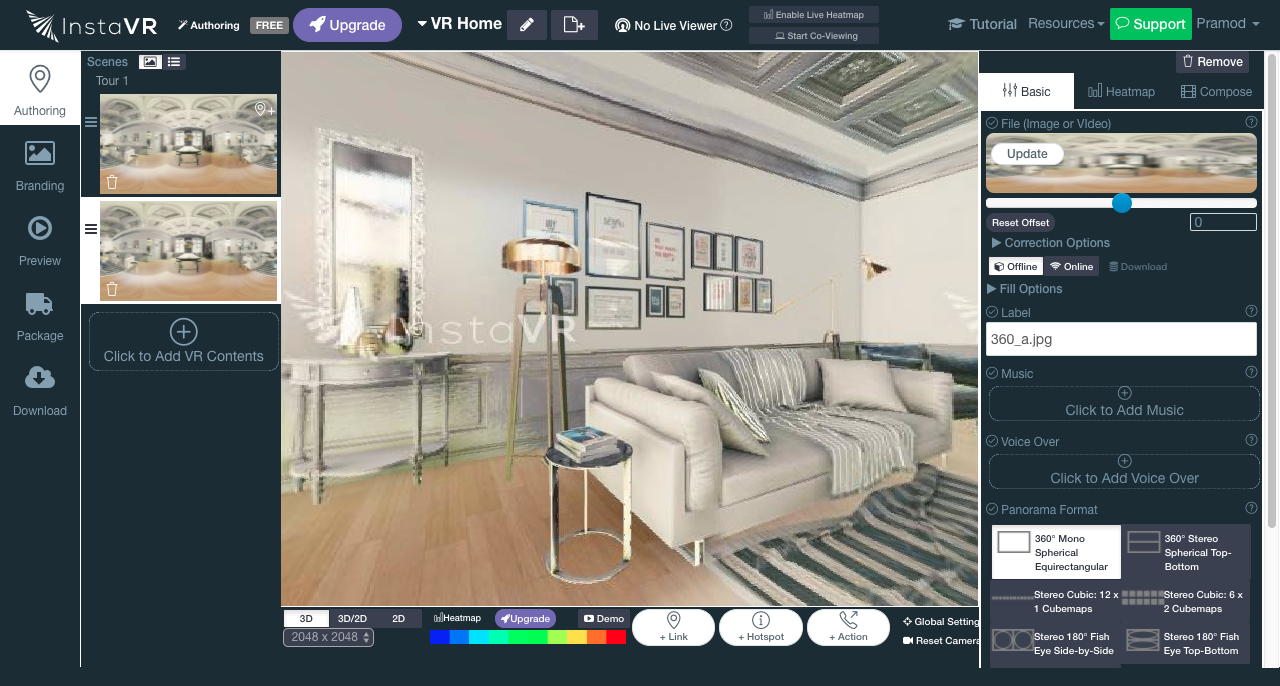 InstaVR
Authoring
FREE
Upgrade
VR Home
No Live Viewer
Enable Live Heatmap
Start Co-Viewing
Tutorial
Resources
Support
Pramod
Authoring
Branding
Preview
Package
Download
Scenes
Tour 1
Click to Add VR Contents
InstaVR
3D
3D/2D
2D
2048 x 2048
Heatmap
Upgrade
Demo
+ Link
+ Hotspot
+ Action
Global Setting
Reset Camera
Remove
Basic
Heatmap
Compose
File (Image or VIdeo)
Update
Reset Offset
0
Correction Options
Offline
Online
Download
Fill Options
Label
360_a.jpg
Music
Click to Add Music
Voice Over
Click to Add Voice Over
Panorama Format
360° Mono
Spherical
Equirectangular
360° Stereo
Spherical Top-
Bottom
Stereo Cubic: 12 x
1 Cubemaps
Stereo Cubic: 6 x
2 Cubemaps
Stereo 180° Fish
Eye Side-by-Side
Stereo 180° Fish
Eye Top-Bottom